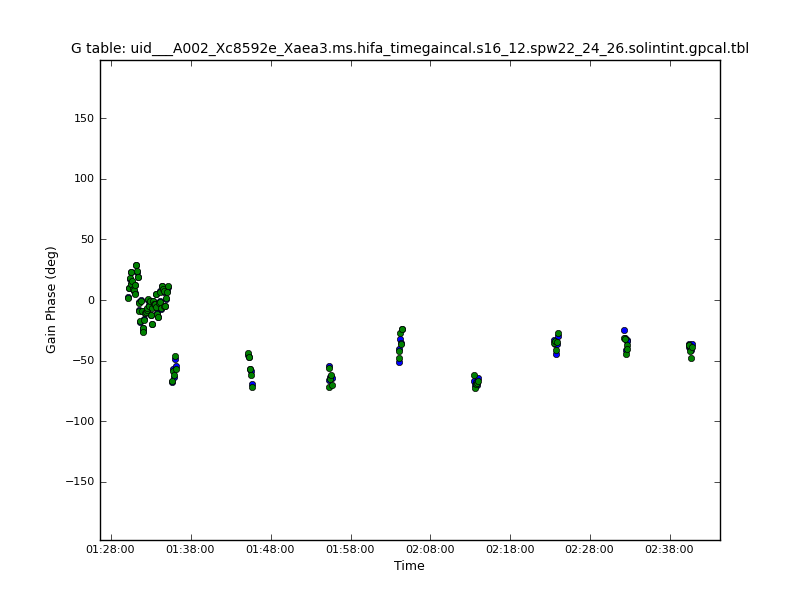 G table: uid___A002_Xc8592e_Xaea3.ms.hifa_timegaincal.s16_12.spw22_24_26.solintint.gpcal.tbl
150
100
50
0
−50
−100
−150
Gain Phase (deg)
01:28:00 01:38:00 01:48:00 01:58:00 02:08:00 02:18:00 02:28:00 02:38:00
Time